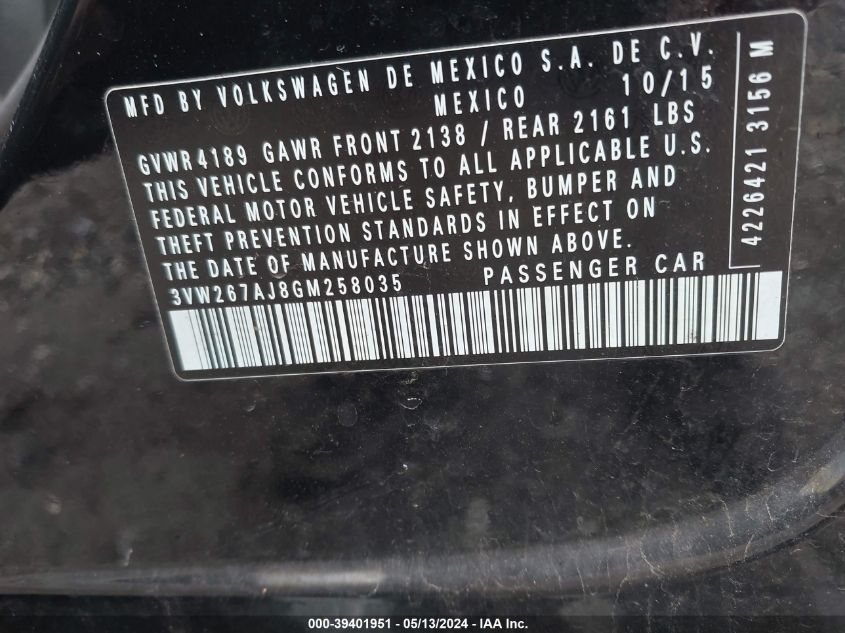 MFD BY VOLKSWAGEN DE MEXICO S.A. DE C.V.
MEXICO 10/15
GVWR 4189 GAWR FRONT 2138 / REAR 2161 LBS
THIS VEHICLE CONFORMS TO ALL APPLICABLE U.S.
FEDERAL MOTOR VEHICLE SAFETY, BUMPER AND
THEFT PREVENTION STANDARDS IN EFFECT ON
THE DATE OF MANUFACTURE SHOWN ABOVE.
3VW267AJ8GM258035 PASSENGER CAR
4226421 3156 M
000-39401951 - 05/13/2024 - IAA Inc.